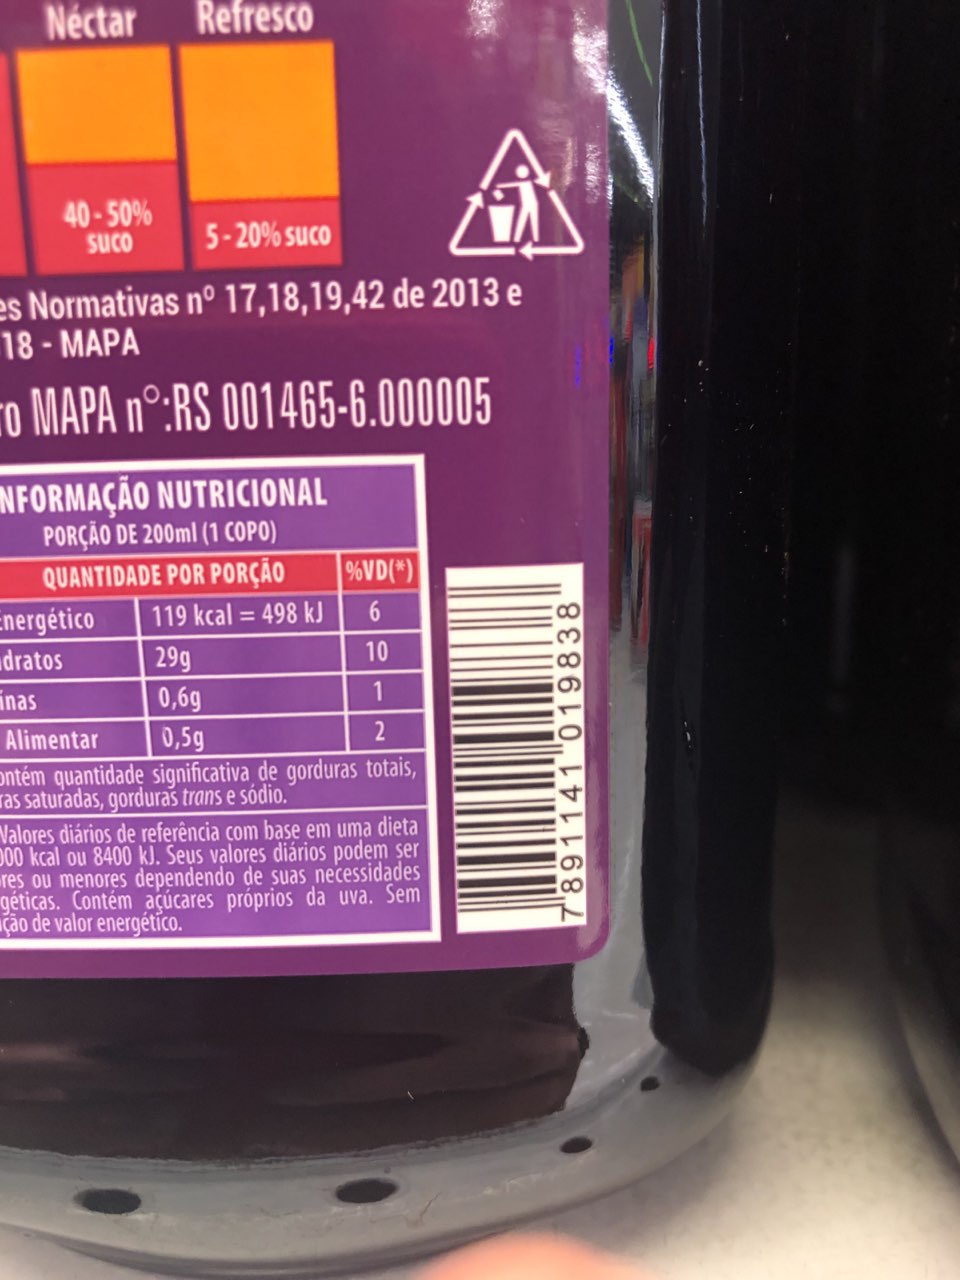 Néctar
Refresco
40 - 50%
suco
5 - 20% suco
es Normativas nº 17,18,19,42 de 2013 e
18 - MAPA
ro MAPA n°:RS 001465-6.000005
NFORMAÇÃO NUTRICIONAL
PORÇÃO DE 200ml (1 COPO)
QUANTIDADE POR PORÇÃO %VD(*)
Energético 119 kcal = 498 kJ 6
dratos 29g 10
ínas 0,6g 1
Alimentar 0,5g 2
ontém quantidade significativa de gorduras totais,
ras saturadas, gorduras trans e sódio.
Valores diários de referência com base em uma dieta
000 kcal ou 8400 kJ. Seus valores diários podem ser
res ou menores dependendo de suas necessidades
géticas. Contém açúcares próprios da uva. Sem
ção de valor energético.
7 891141 019838